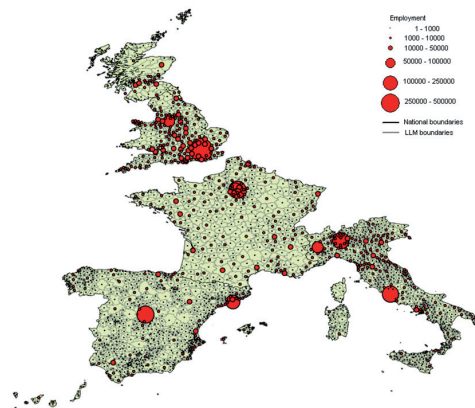 Employment
1 - 1000
1000 - 10000
10000 - 50000
50000 - 100000
100000 - 250000
250000 - 500000
National boundaries
LLM boundaries